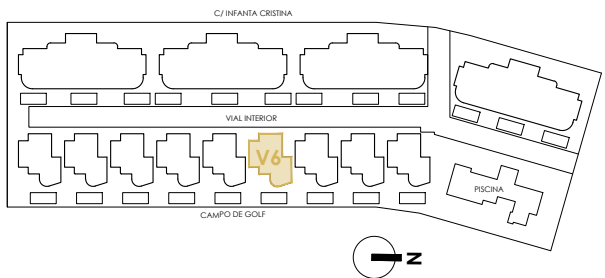 C/ INFANTA CRISTINA
VIAL INTERIOR
V6
PISCINA
CAMPO DE GOLF
N